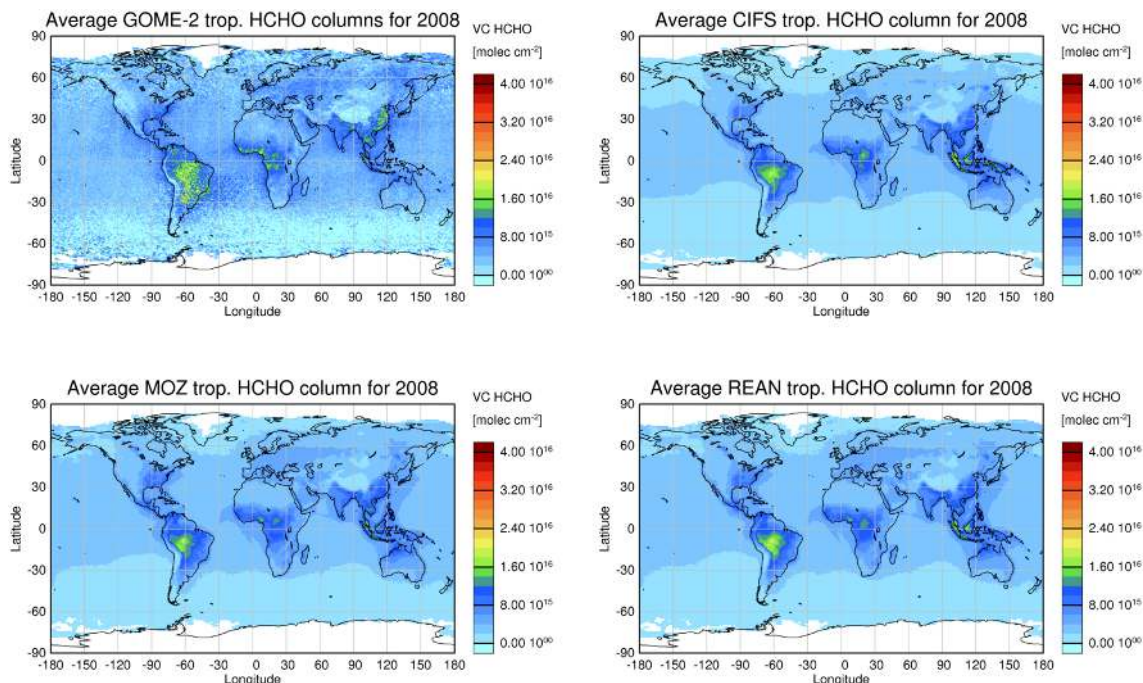 Average GOME-2 trop. HCHO columns for 2008
VC HCHO
[molec cm⁻²]
90
60
30
0
-30
-60
-90
Latitude
-180 -150 -120 -90 -60 -30 0 30 60 90 120 150 180
Longitude
4.00 10¹⁶
3.20 10¹⁶
2.40 10¹⁶
1.60 10¹⁶
8.00 10¹⁵
0.00 10⁰⁰
Average CIFS trop. HCHO column for 2008
VC HCHO
[molec cm⁻²]
90
60
30
0
-30
-60
-90
Latitude
-180 -150 -120 -90 -60 -30 0 30 60 90 120 150 180
Longitude
4.00 10¹⁶
3.20 10¹⁶
2.40 10¹⁶
1.60 10¹⁶
8.00 10¹⁵
0.00 10⁰⁰
Average MOZ trop. HCHO column for 2008
VC HCHO
[molec cm⁻²]
90
60
30
0
-30
-60
-90
Latitude
-180 -150 -120 -90 -60 -30 0 30 60 90 120 150 180
Longitude
4.00 10¹⁶
3.20 10¹⁶
2.40 10¹⁶
1.60 10¹⁶
8.00 10¹⁵
0.00 10⁰⁰
Average REAN trop. HCHO column for 2008
VC HCHO
[molec cm⁻²]
90
60
30
0
-30
-60
-90
Latitude
-180 -150 -120 -90 -60 -30 0 30 60 90 120 150 180
Longitude
4.00 10¹⁶
3.20 10¹⁶
2.40 10¹⁶
1.60 10¹⁶
8.00 10¹⁵
0.00 10⁰⁰